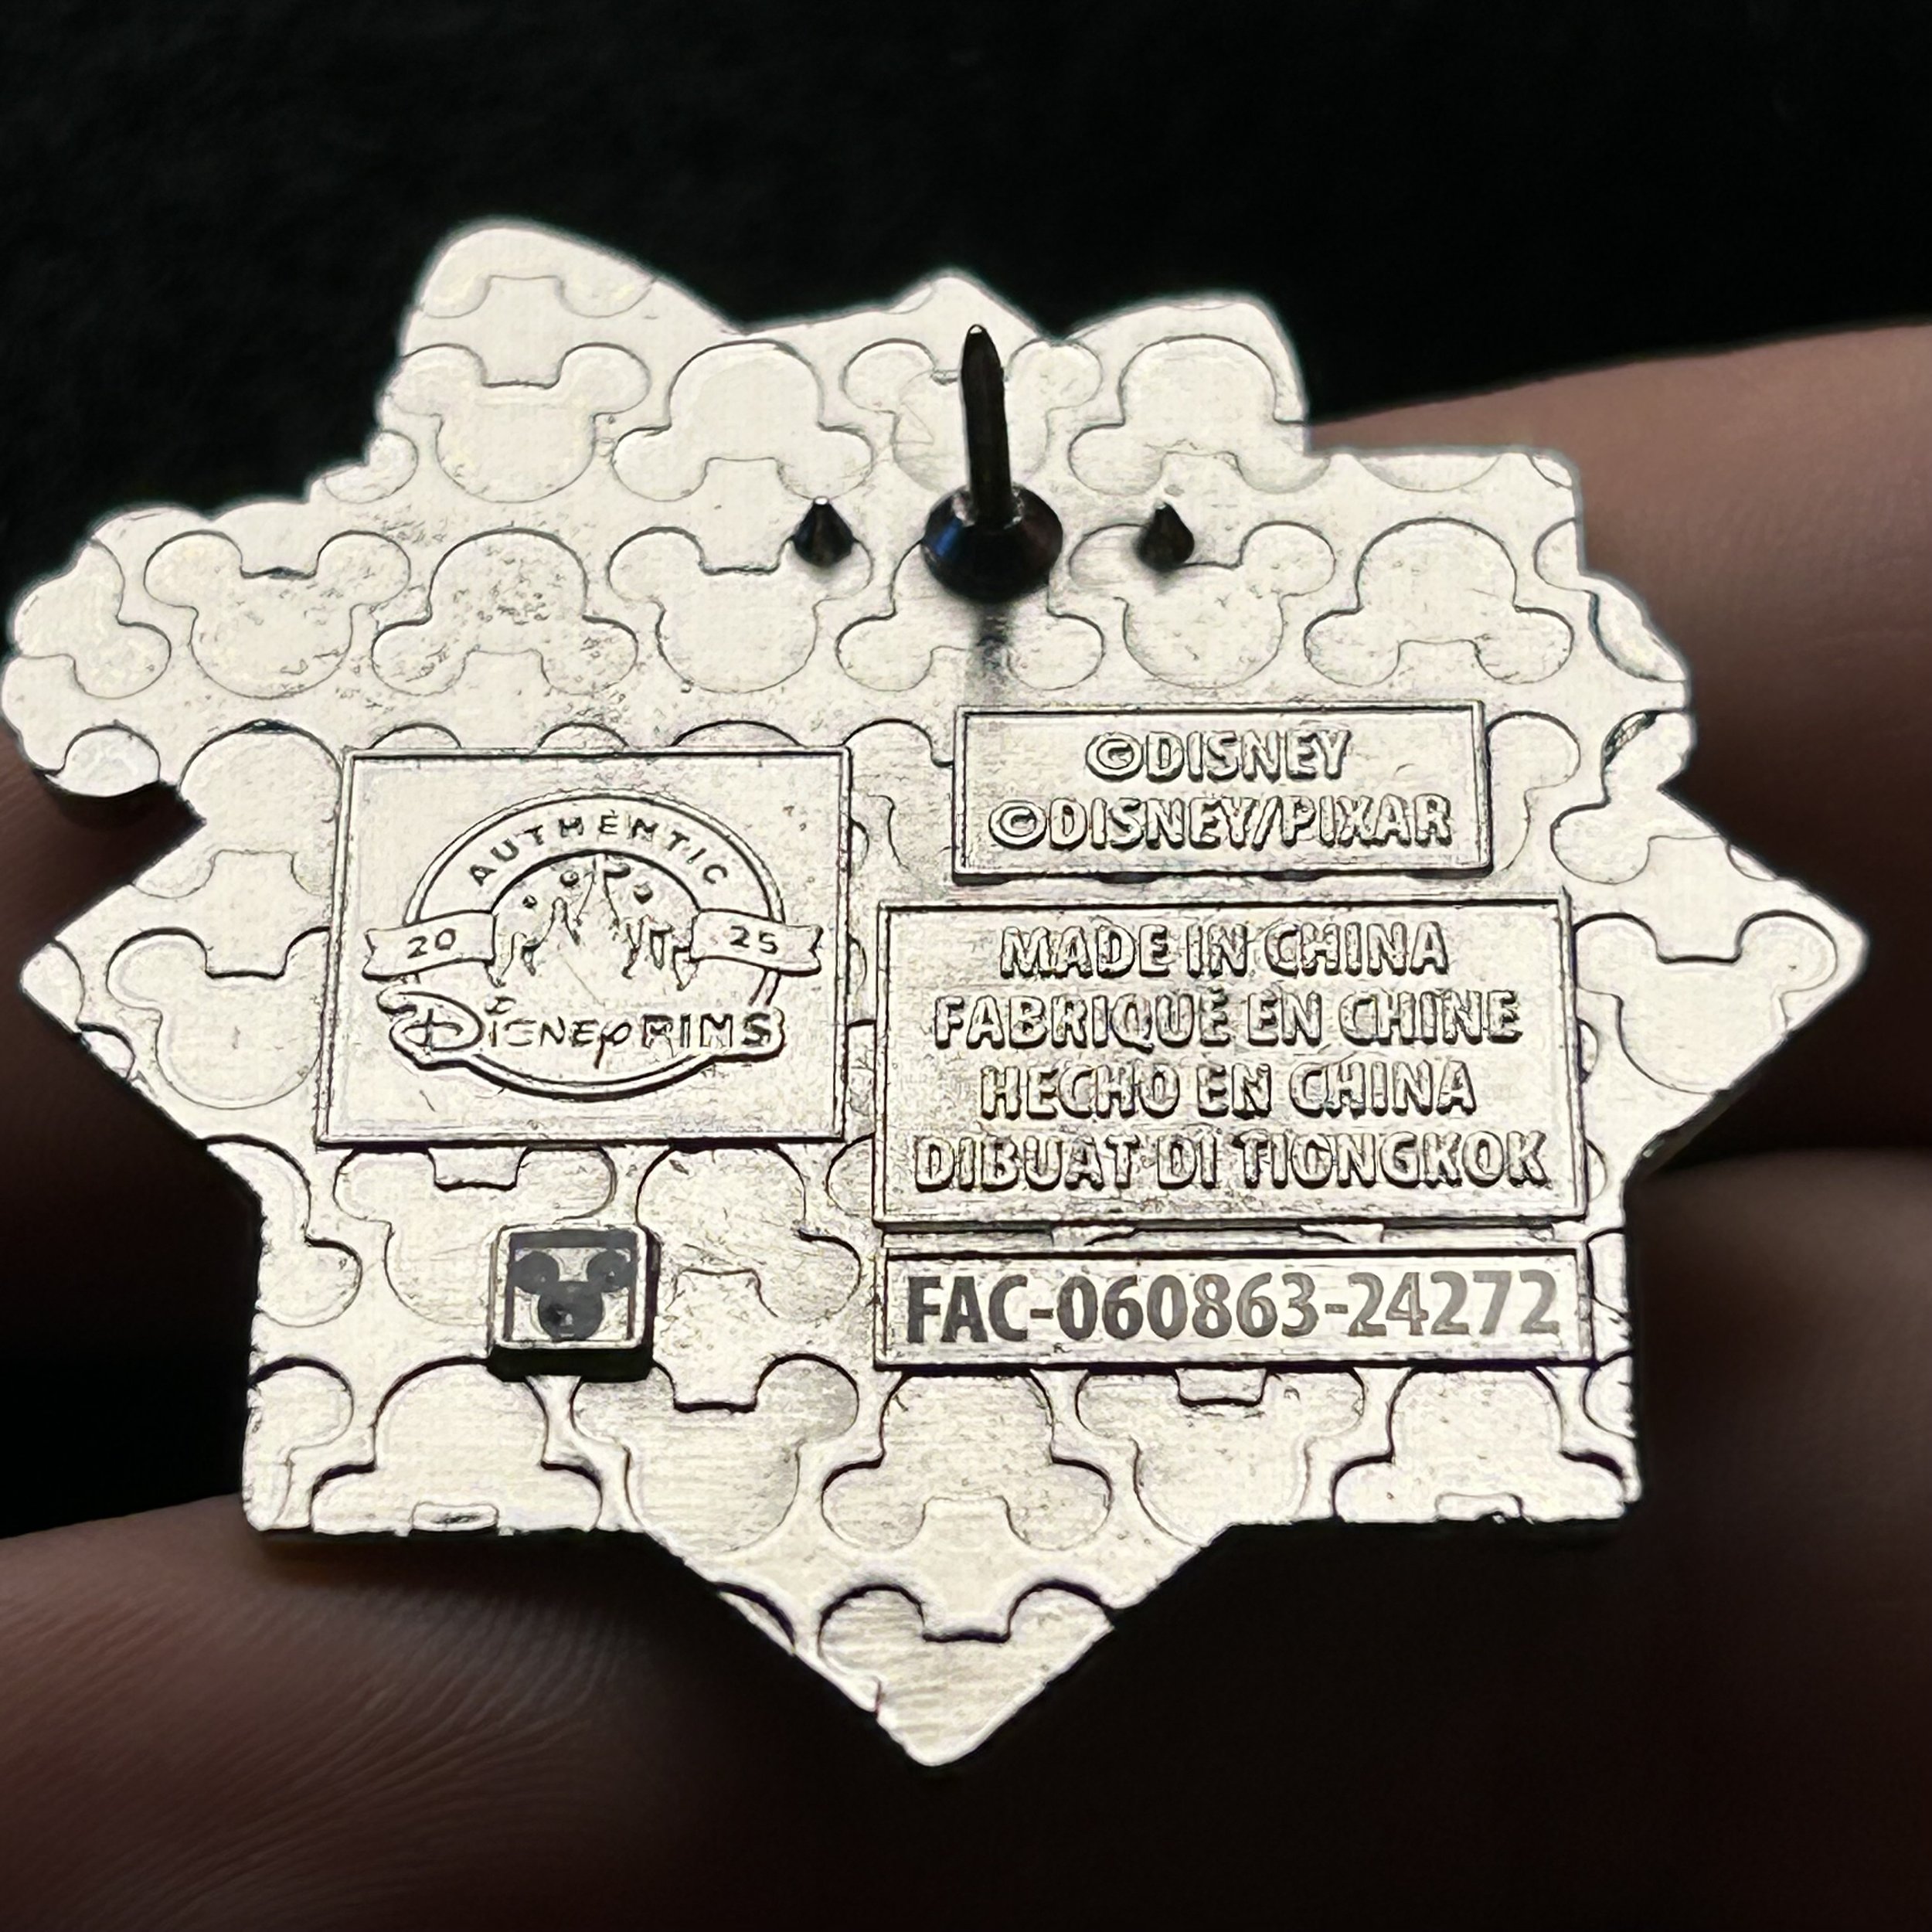 AUTHENTIC
20 25
Disney PINS
©DISNEY
©DISNEY/PIXAR
MADE IN CHINA
FABRIQUÉ EN CHINE
HECHO EN CHINA
DIBUAT DI TIONGKOK
FAC-060863-24272